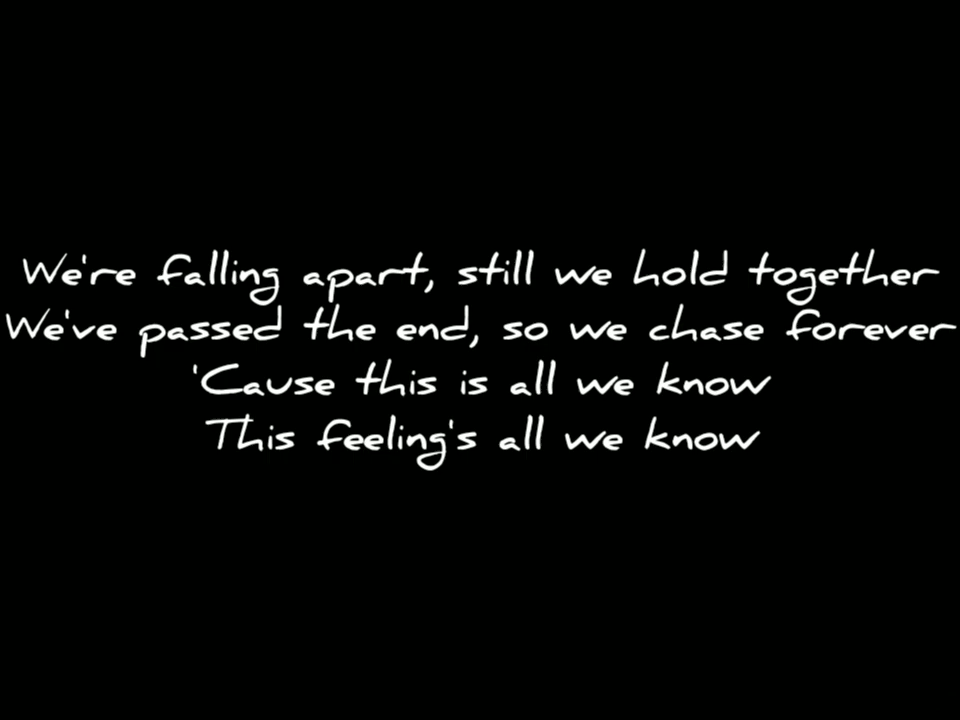 We're falling apart, still we hold together
We've passed the end, so we chase forever
'Cause this is all we know
This feeling's all we know